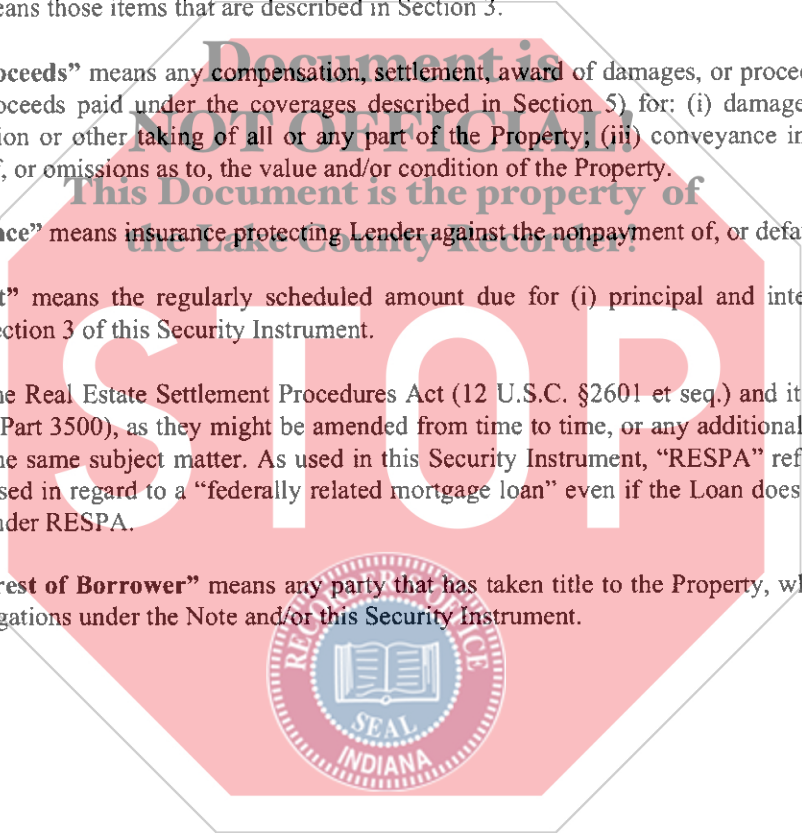 eans those items that are described in Section 3.
Document is
oceeds” means any compensation, settlement, award of damages, or proceed
oceeds paid under the coverages described in Section 5) for: (i) damage
NOT OFFICIAL!
ion or other taking of all or any part of the Property; (iii) conveyance in
f, or omissions as to, the value and/or condition of the Property.
This Document is the property of
the Lake County Recorder!
nce” means insurance protecting Lender against the nonpayment of, or defau
t” means the regularly scheduled amount due for (i) principal and inte
ection 3 of this Security Instrument.
STOP
he Real Estate Settlement Procedures Act (12 U.S.C. §2601 et seq.) and it
Part 3500), as they might be amended from time to time, or any additional
he same subject matter. As used in this Security Instrument, “RESPA” ref
sed in regard to a “federally related mortgage loan” even if the Loan does
nder RESPA.
rest of Borrower” means any party that has taken title to the Property, wh
gations under the Note and/or this Security Instrument.
RECORDER'S OFFICE
SEAL
INDIANA